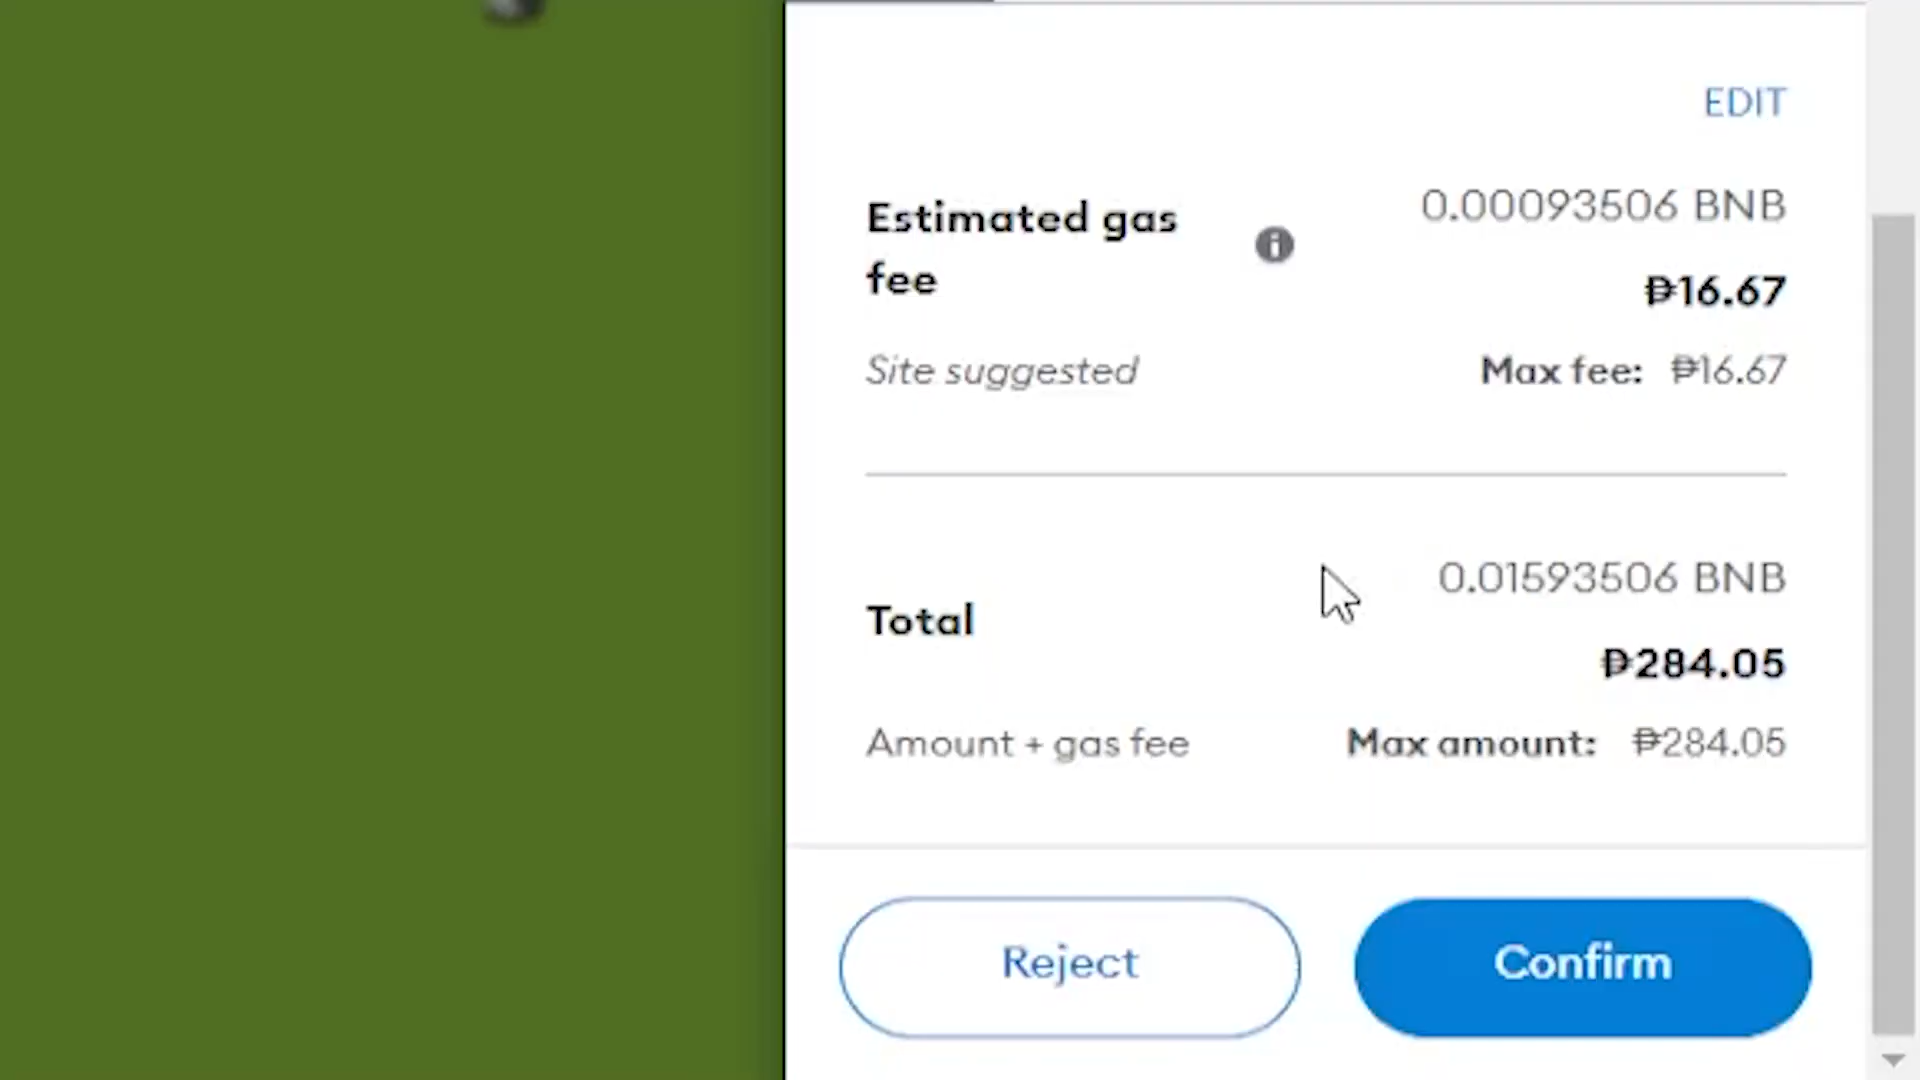 EDIT
Estimated gas fee
0.00093506 BNB
₱16.67
Site suggested
Max fee: ₱16.67
Total
0.01593506 BNB
₱284.05
Amount + gas fee
Max amount: ₱284.05
Reject
Confirm